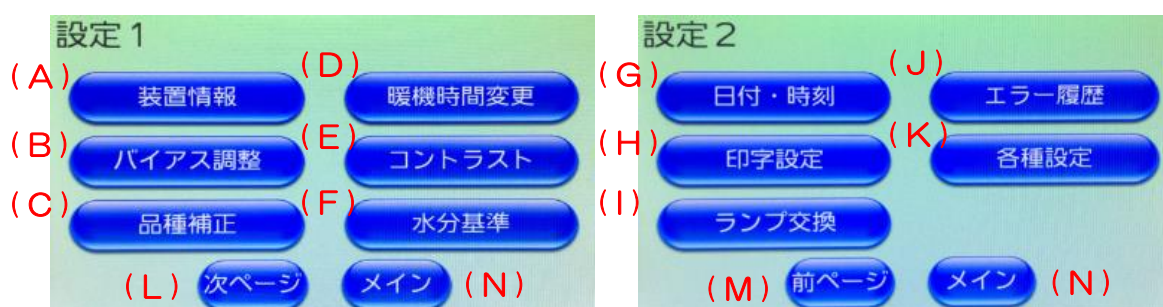 設定1
(A) 装置情報
(D) 暖機時間変更
(B) バイアス調整
(E) コントラスト
(C) 品種補正
(F) 水分基準
(L) 次ページ
メイン (N)
設定2
(G) 日付・時刻
(J) エラー履歴
(H) 印字設定
(K) 各種設定
(I) ランプ交換
(M) 前ページ
メイン (N)